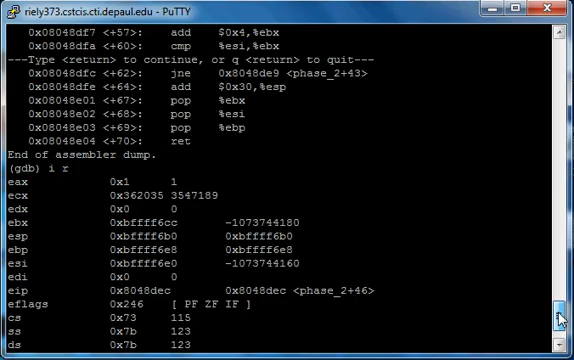 riely373.cstcis.cti.depaul.edu - PuTTY
0x08048df7 <+57>: add $0x4,%ebx
0x08048dfa <+60>: cmp %esi,%ebx
---Type <return> to continue, or q <return> to quit---
0x08048dfc <+62>: jne 0x8048de9 <phase_2+43>
0x08048dfe <+64>: add $0x30,%esp
0x08048e01 <+67>: pop %ebx
0x08048e02 <+68>: pop %esi
0x08048e03 <+69>: pop %ebp
0x08048e04 <+70>: ret
End of assembler dump.
(gdb) i r
eax 0x1 1
ecx 0x362035 3547189
edx 0x0 0
ebx 0xbffff6cc -1073744180
esp 0xbffff6b0 0xbffff6b0
ebp 0xbffff6e8 0xbffff6e8
esi 0xbffff6e0 -1073744160
edi 0x0 0
eip 0x8048dec 0x8048dec <phase_2+46>
eflags 0x246 [ PF ZF IF ]
cs 0x73 115
ss 0x7b 123
ds 0x7b 123